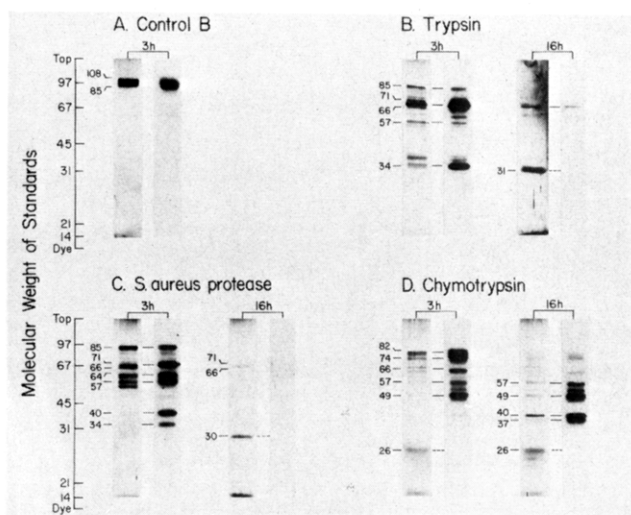 A. Control B
3h
Top
97
67
45
31
21
14
Dye
108
85
B. Trypsin
3h
16h
85
71
66
57
34
31
Molecular Weight of Standards
C. S. aureus protease
3h
16h
Top
97
67
45
31
21
14
Dye
85
71
66
64
57
40
34
71
66
30
D. Chymotrypsin
3h
16h
82
74
66
57
49
26
57
49
40
37
26